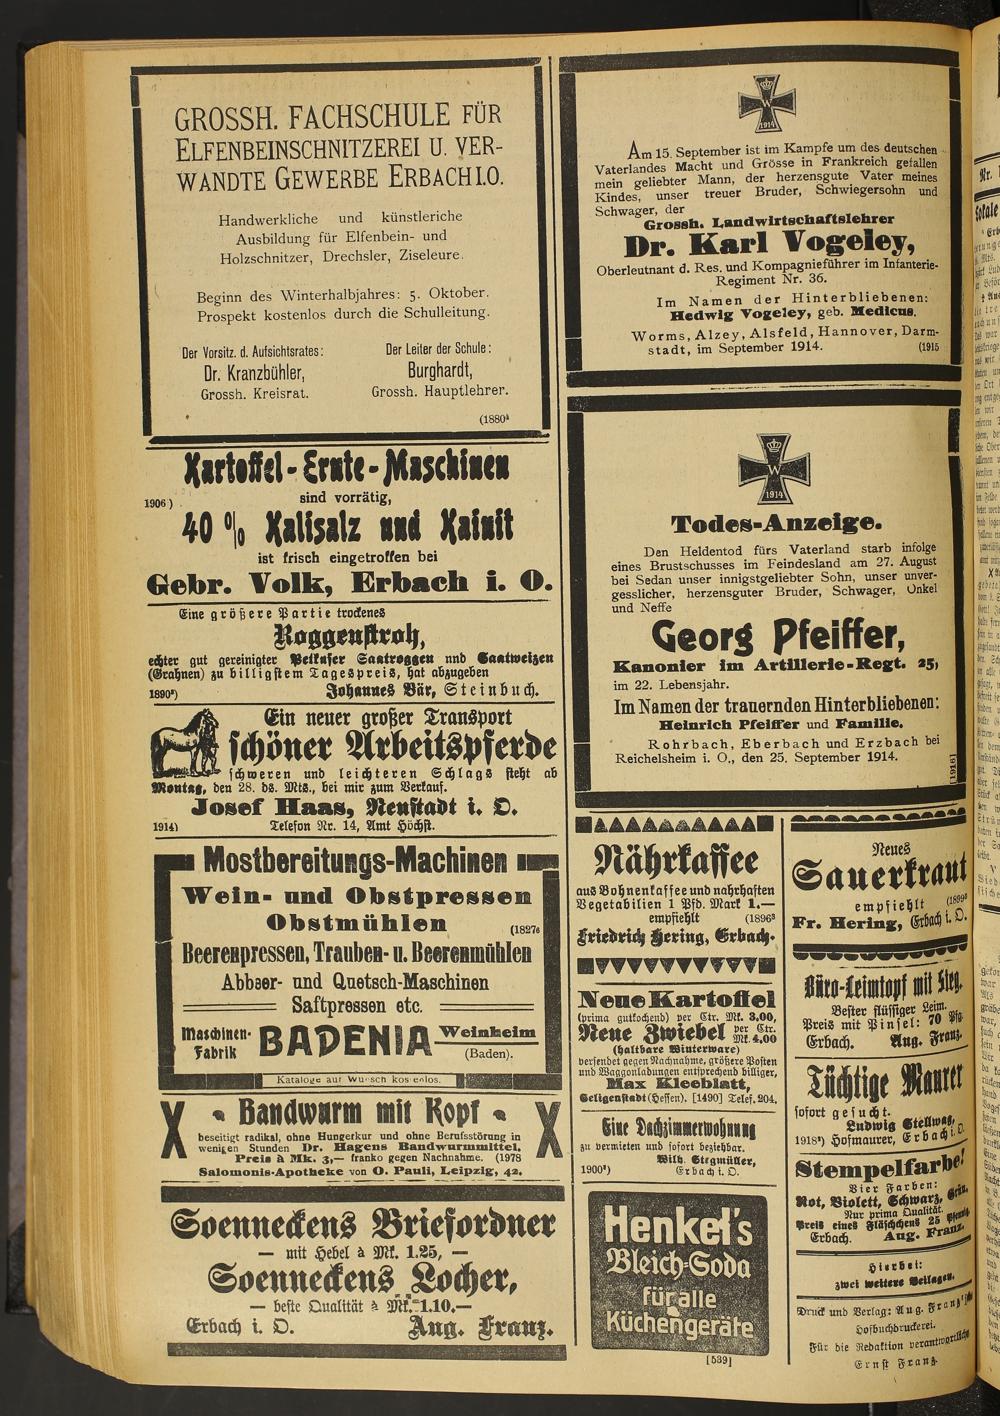 GROSSH. FACHSCHULE FÜR
ELFENBEINSCHNITZEREI U. VER-
WANDTE GEWERBE ERBACH I.O.
Handwerkliche und künstleriche
Ausbildung für Elfenbein- und
Holzschnitzer, Drechsler, Ziseleure.
Beginn des Winterhalbjahres: 5. Oktober.
Prospekt kostenlos durch die Schulleitung.
Der Vorsitz. d. Aufsichtsrates:
Dr. Kranzbühler,
Grossh. Kreisrat.
Der Leiter der Schule:
Burghardt,
Grossh. Hauptlehrer.
(1880⁴
Kartoffel-Ernte-Maschinen
1906) sind vorrätig,
40 % Kalisalz und Kainit
ist frisch eingetroffen bei
Gebr. Volk, Erbach i. O.
Eine größere Partie trockenes
Roggenstroh,
echter gut gereinigter Petkuser Saatroggen und Saatweizen
(Grahnen) zu billigstem Tagespreis, hat abzugeben
1890²) Johannes Bär, Steinbuch.
Ein neuer großer Transport
schöner Arbeitspferde
schweren und leichteren Schlags steht ab
Montag, den 28. ds. Mts., bei mir zum Verkauf.
Josef Haas, Neustadt i. O.
1914) Telefon Nr. 14, Amt Höchst.
Mostbereitungs-Machinen
Wein- und Obstpressen
Obstmühlen
(1827⁶
Beerenpressen, Trauben- u. Beerenmühlen
Abbeer- und Quetsch-Maschinen
Saftpressen etc.
Maschinen-
Fabrik BADENIA Weinheim
(Baden).
Kataloge auf Wunsch kostenlos.
X Bandwurm mit Kopf X
beseitigt radikal, ohne Hungerkur und ohne Berufsstörung in
wenigen Stunden Dr. Hagens Bandwurmmittel,
Preis à Mk. 3,— franko gegen Nachnahme. (1975
Salomonis-Apotheke von O. Pauli, Leipzig, 42.
Soenneckens Briefordner
— mit Hebel à Mk. 1.25, —
Soenneckens Locher,
— beste Qualität à Mk. 1.10.—
Erbach i. O. Aug. Franz.
W
1914
Am 15. September ist im Kampfe um des deutschen
Vaterlandes Macht und Grösse in Frankreich gefallen
mein geliebter Mann, der herzensgute Vater meines
Kindes, unser treuer Bruder, Schwiegersohn und
Schwager, der
Grossh. Landwirtschaftslehrer
Dr. Karl Vogeley,
Oberleutnant d. Res. und Kompagnieführer im Infanterie-
Regiment Nr. 36.
Im Namen der Hinterbliebenen:
Hedwig Vogeley, geb. Medicus.
Worms, Alzey, Alsfeld, Hannover, Darm-
stadt, im September 1914. (1915
W
1914
Todes-Anzeige.
Den Heldentod fürs Vaterland starb infolge
eines Brustschusses im Feindesland am 27. August
bei Sedan unser innigstgeliebter Sohn, unser unver-
gesslicher, herzensguter Bruder, Schwager, Onkel
und Neffe
Georg Pfeiffer,
Kanonier im Artillerie-Regt. 25,
im 22. Lebensjahr.
Im Namen der trauernden Hinterbliebenen:
Heinrich Pfeiffer und Familie.
Rohrbach, Eberbach und Erzbach bei
Reichelsheim i. O., den 25. September 1914.
[1916]
Nährkaffee
aus Bohnenkaffee und nahrhaften
Vegetabilien 1 Pfd. Mark 1.—
empfiehlt (1896³
Friedrich Hering, Erbach.
Neue Kartoffel
(prima gutkochend) per Ctr. Mk. 3,00,
Neue Zwiebel per Ctr. Mk. 4,00
(haltbare Winterware)
versendet gegen Nachnahme, größere Posten
und Waggonladungen entsprechend billiger,
Max Kleeblatt,
Seligenstadt (Hessen). [1490] Telef. 204.
Eine Dachzimmerwohnung
zu vermieten und sofort beziehbar.
Wilh. Stegmüller,
1900²) Erbach i. O.
Henkel's
Bleich-Soda
für alle
Küchengeräte
[539]
Neues
Sauerkraut
empfiehlt (1899³
Fr. Hering, Erbach i. O.
Büro-Leimtopf mit Steg.
Bester flüssiger Leim.
Preis mit Pinsel: 70 Pfg.
Erbach. Aug. Franz.
Tüchtige Maurer
sofort gesucht.
Ludwig Stellwag,
1918²) Hofmaurer, Erbach i. O.
Stempelfarbe!
Vier Farben:
Rot, Violett, Schwarz, Grün.
Nur prima Qualität.
Preis eines Fläschchens 25 Pfennig.
Erbach. Aug. Franz.
Hierbei:
zwei weitere Beilagen.
Druck und Verlag: Aug. Franz'sche
Hofbuchdruckerei.
Für die Redaktion verantwortlich
Ernst Franz.